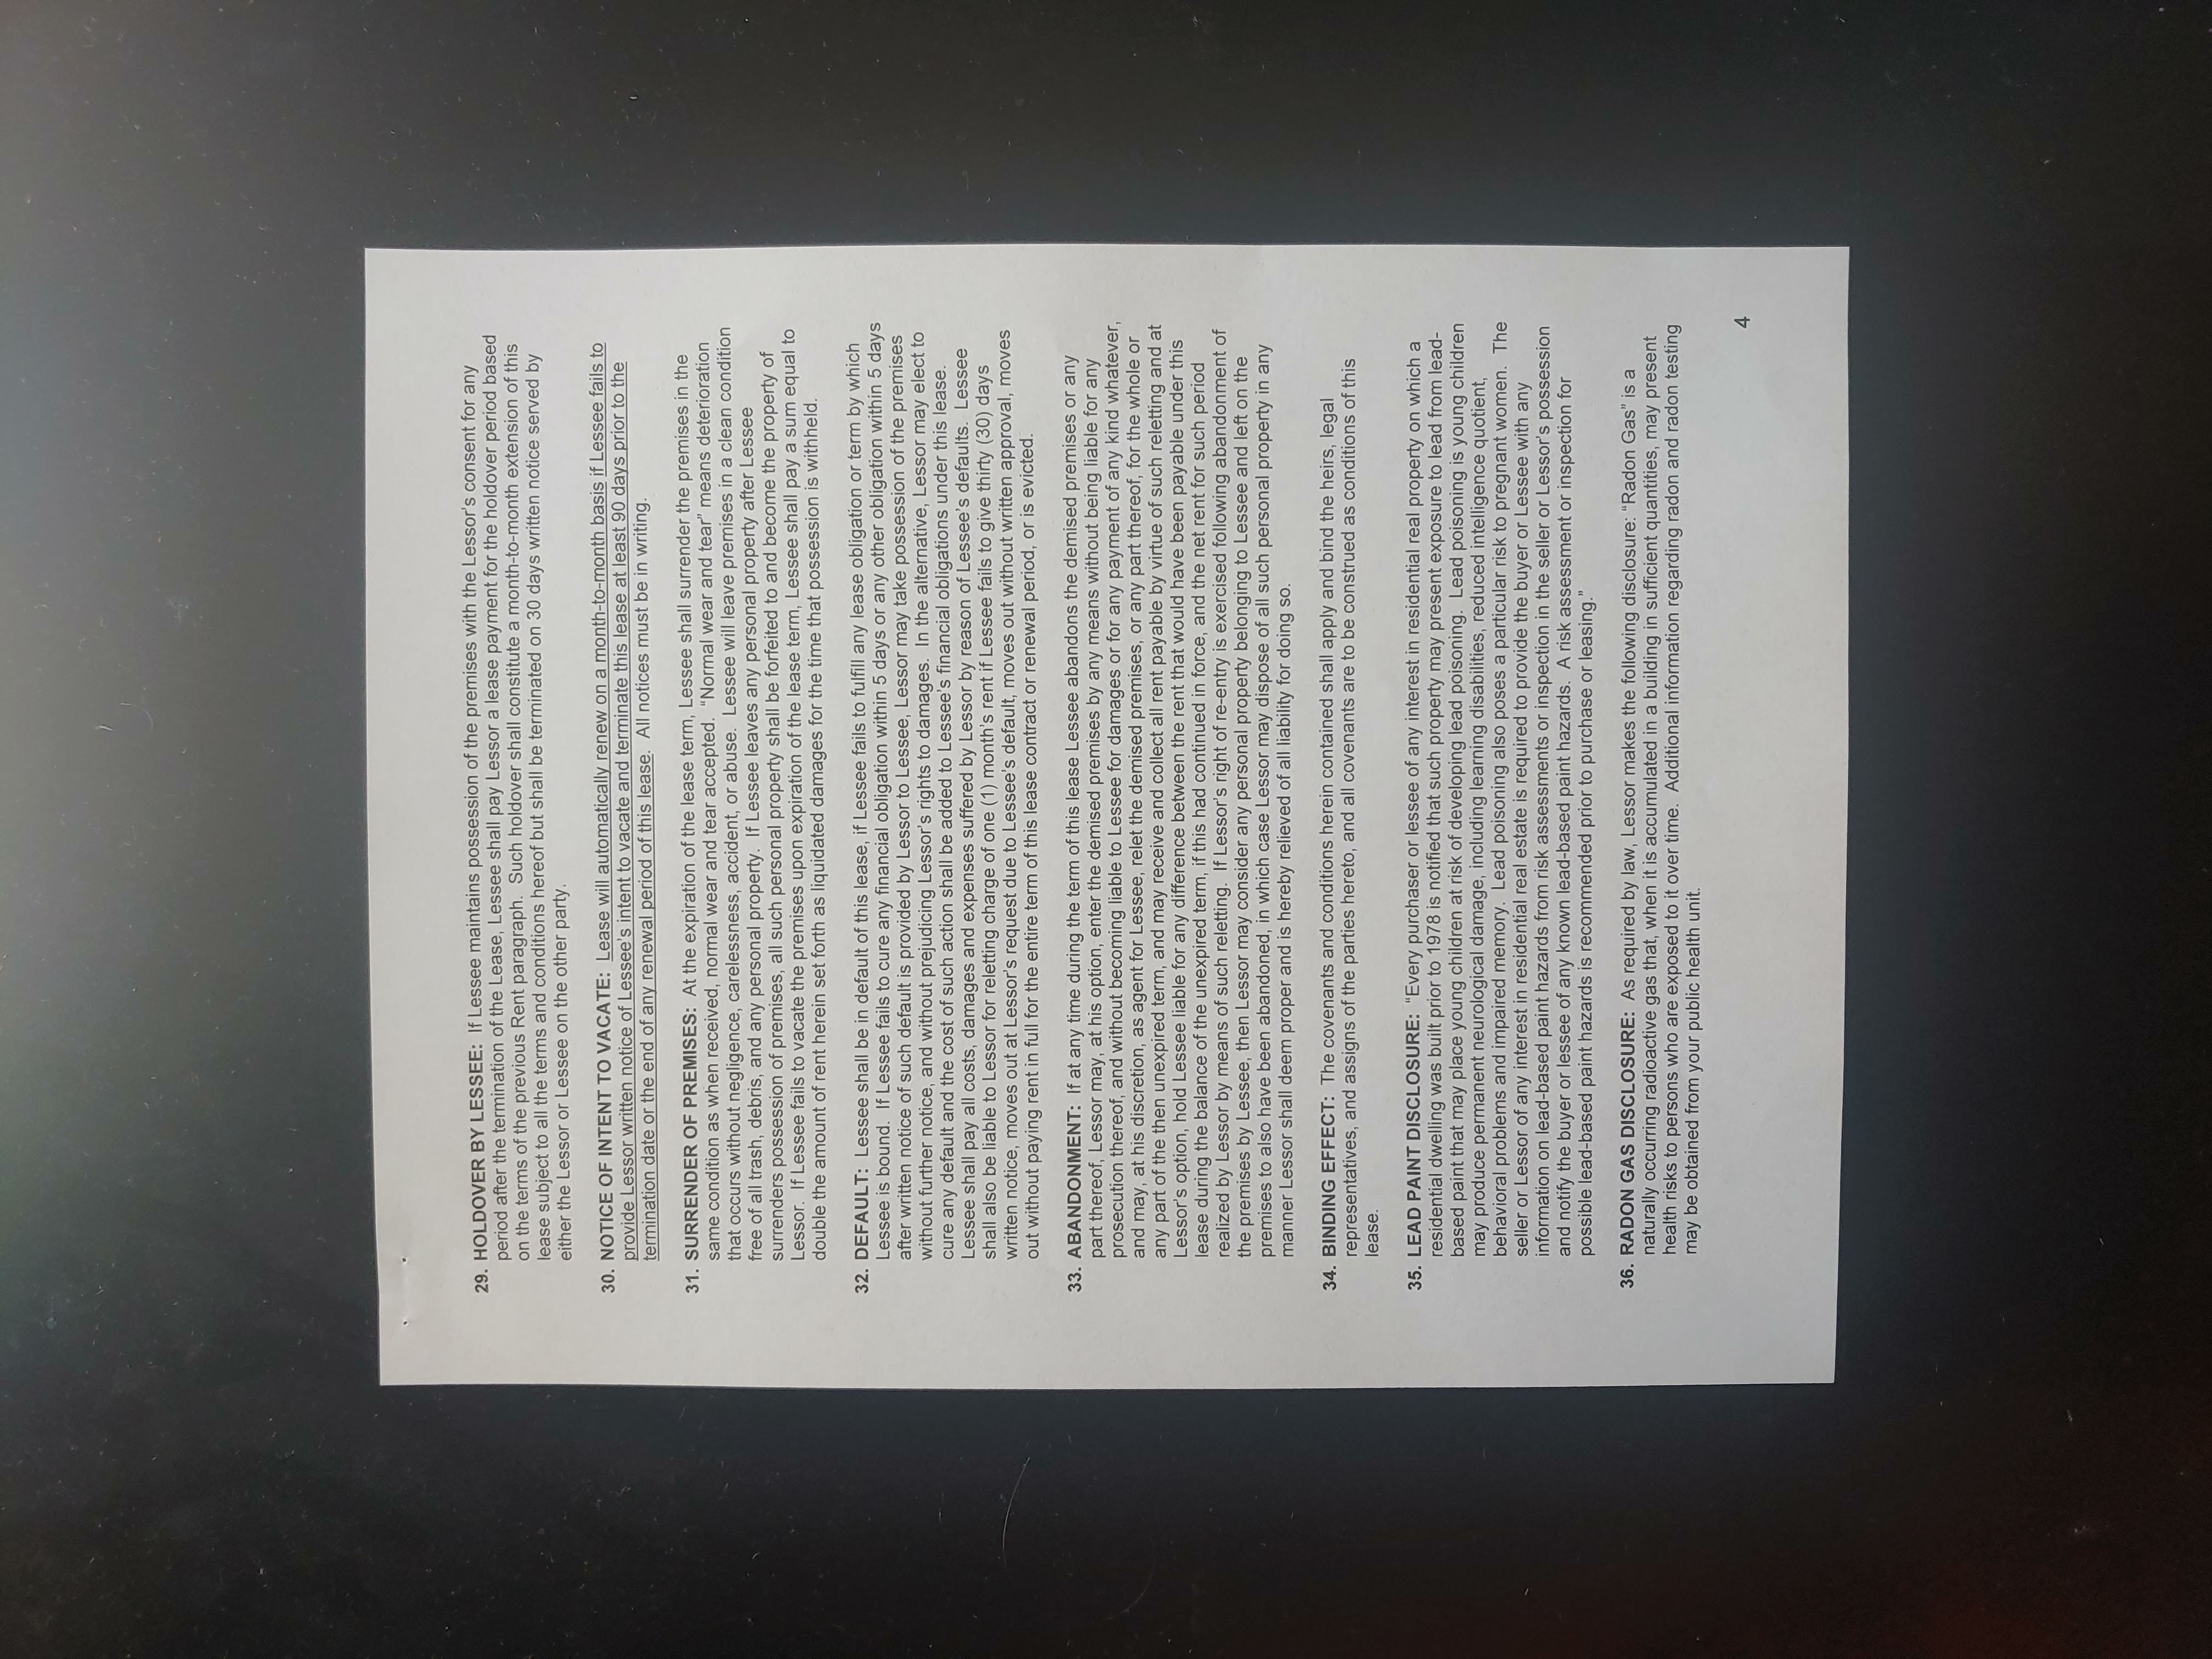 29. HOLDOVER BY LESSEE: If Lessee maintains possession of the premises with the Lessor's consent for any
period after the termination of the Lease, Lessee shall pay Lessor a lease payment for the holdover period based
on the terms of the previous Rent paragraph. Such holdover shall constitute a month-to-month extension of this
lease subject to all the terms and conditions hereof but shall be terminated on 30 days written notice served by
either the Lessor or Lessee on the other party.
30. NOTICE OF INTENT TO VACATE: Lease will automatically renew on a month-to-month basis if Lessee fails to
provide Lessor written notice of Lessee's intent to vacate and terminate this lease at least 90 days prior to the
termination date or the end of any renewal period of this lease. All notices must be in writing.
31. SURRENDER OF PREMISES: At the expiration of the lease term, Lessee shall surrender the premises in the
same condition as when received, normal wear and tear accepted. "Normal wear and tear" means deterioration
that occurs without negligence, carelessness, accident, or abuse. Lessee will leave premises in a clean condition
free of all trash, debris, and any personal property. If Lessee leaves any personal property after Lessee
surrenders possession of premises, all such personal property shall be forfeited to and become the property of
Lessor. If Lessee fails to vacate the premises upon expiration of the lease term, Lessee shall pay a sum equal to
double the amount of rent herein set forth as liquidated damages for the time that possession is withheld.
32. DEFAULT: Lessee shall be in default of this lease, if Lessee fails to fulfill any lease obligation or term by which
Lessee is bound. If Lessee fails to cure any financial obligation within 5 days or any other obligation within 5 days
after written notice of such default is provided by Lessor to Lessee, Lessor may take possession of the premises
without further notice, and without prejudicing Lessor's rights to damages. In the alternative, Lessor may elect to
cure any default and the cost of such action shall be added to Lessee's financial obligations under this lease.
Lessee shall pay all costs, damages and expenses suffered by Lessor by reason of Lessee's defaults. Lessee
shall also be liable to Lessor for reletting charge of one (1) month's rent if Lessee fails to give thirty (30) days
written notice, moves out at Lessor's request due to Lessee's default, moves out without written approval, moves
out without paying rent in full for the entire term of this lease contract or renewal period, or is evicted.
33. ABANDONMENT: If at any time during the term of this lease Lessee abandons the demised premises or any
part thereof, Lessor may, at his option, enter the demised premises by any means without being liable for any
prosecution thereof, and without becoming liable to Lessee for damages or for any payment of any kind whatever,
and may, at his discretion, as agent for Lessee, relet the demised premises, or any part thereof, for the whole or
any part of the then unexpired term, and may receive and collect all rent payable by virtue of such reletting and at
Lessor's option, hold Lessee liable for any difference between the rent that would have been payable under this
lease during the balance of the unexpired term, if this had continued in force, and the net rent for such period
realized by Lessor by means of such reletting. If Lessor's right of re-entry is exercised following abandonment of
the premises by Lessee, then Lessor may consider any personal property belonging to Lessee and left on the
premises to also have been abandoned, in which case Lessor may dispose of all such personal property in any
manner Lessor shall deem proper and is hereby relieved of all liability for doing so.
34. BINDING EFFECT: The covenants and conditions herein contained shall apply and bind the heirs, legal
representatives, and assigns of the parties hereto, and all covenants are to be construed as conditions of this
lease.
35. LEAD PAINT DISCLOSURE: "Every purchaser or lessee of any interest in residential real property on which a
residential dwelling was built prior to 1978 is notified that such property may present exposure to lead from lead-
based paint that may place young children at risk of developing lead poisoning. Lead poisoning is young children
may produce permanent neurological damage, including learning disabilities, reduced intelligence quotient,
behavioral problems and impaired memory. Lead poisoning also poses a particular risk to pregnant women. The
seller or Lessor of any interest in residential real estate is required to provide the buyer or Lessee with any
information on lead-based paint hazards from risk assessments or inspection in the seller or Lessor's possession
and notify the buyer or lessee of any known lead-based paint hazards. A risk assessment or inspection for
possible lead-based paint hazards is recommended prior to purchase or leasing."
36. RADON GAS DISCLOSURE: As required by law, Lessor makes the following disclosure: "Radon Gas" is a
naturally occurring radioactive gas that, when it is accumulated in a building in sufficient quantities, may present
health risks to persons who are exposed to it over time. Additional information regarding radon and radon testing
may be obtained from your public health unit.
4